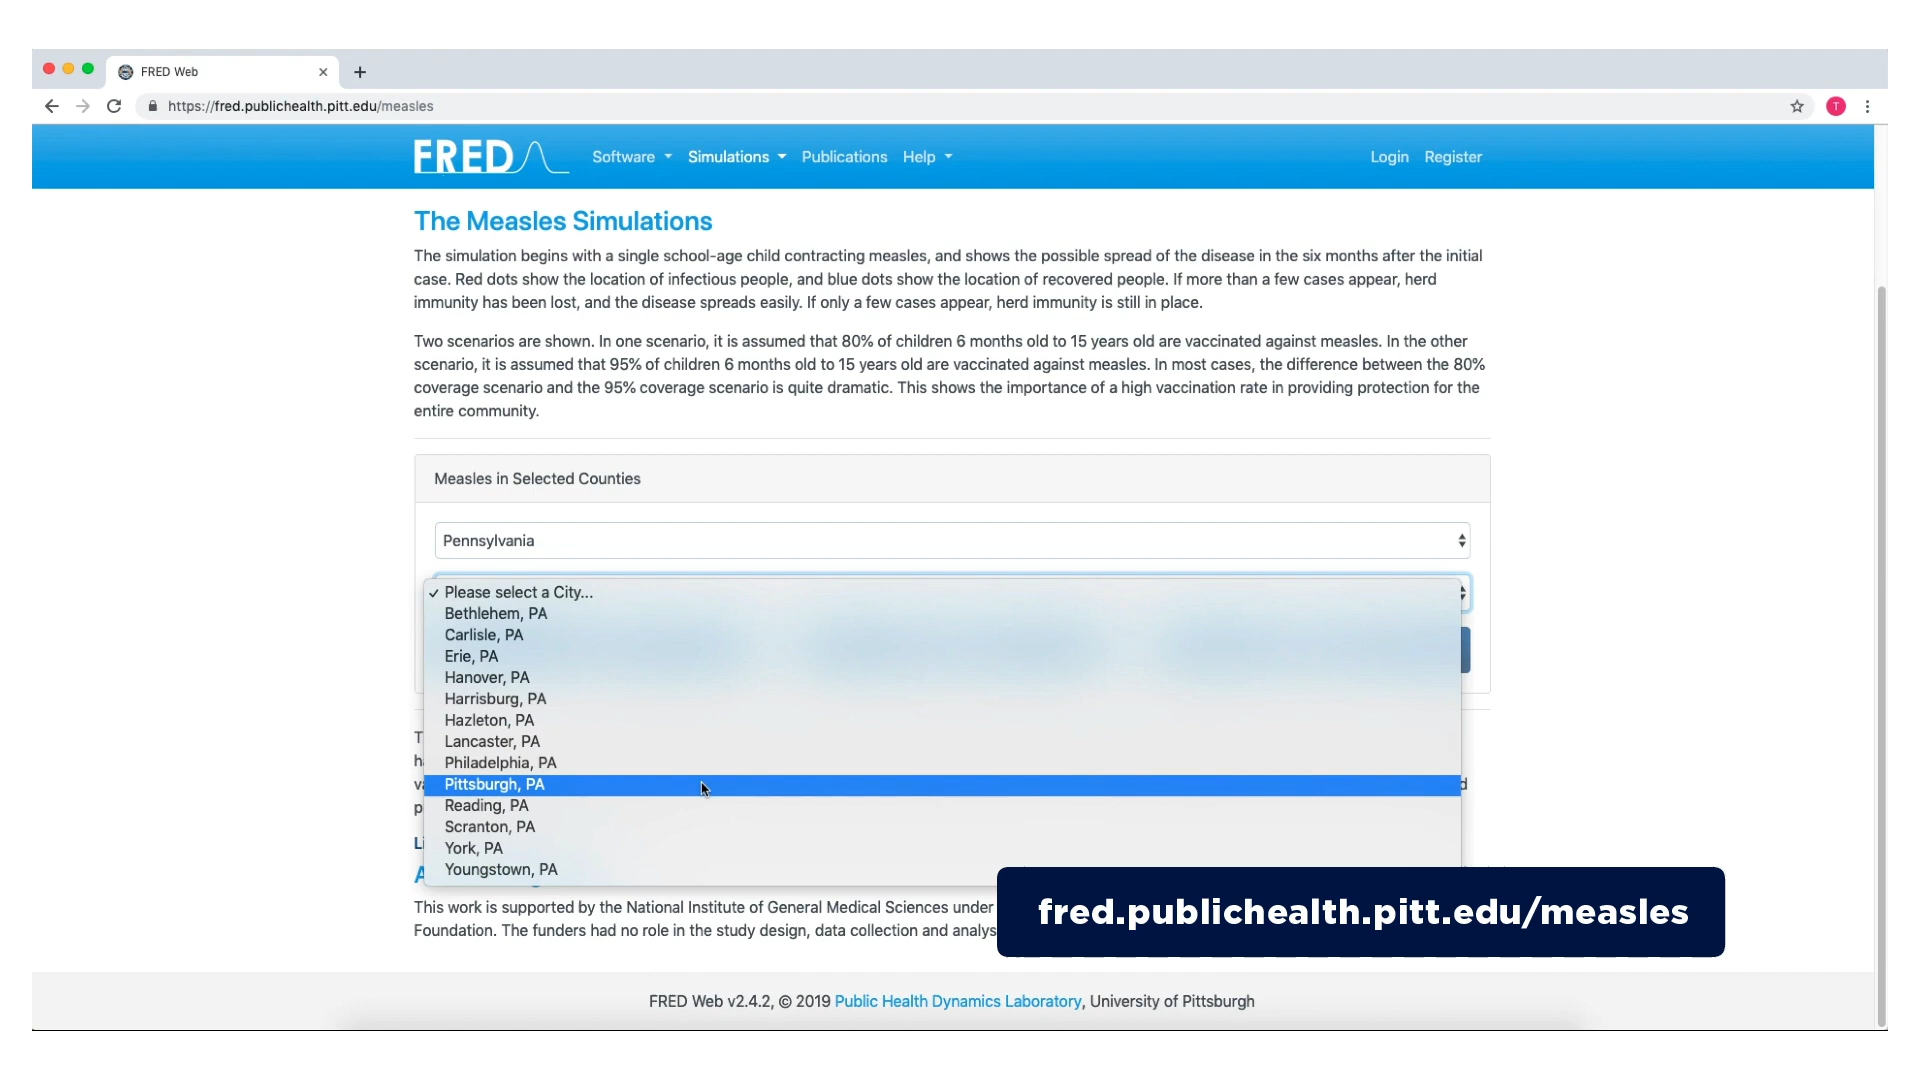 FRED Web
https://fred.publichealth.pitt.edu/measles
T
FRED
Software Simulations Publications Help Login Register
The Measles Simulations
The simulation begins with a single school-age child contracting measles, and shows the possible spread of the disease in the six months after the initial
case. Red dots show the location of infectious people, and blue dots show the location of recovered people. If more than a few cases appear, herd
immunity has been lost, and the disease spreads easily. If only a few cases appear, herd immunity is still in place.
Two scenarios are shown. In one scenario, it is assumed that 80% of children 6 months old to 15 years old are vaccinated against measles. In the other
scenario, it is assumed that 95% of children 6 months old to 15 years old are vaccinated against measles. In most cases, the difference between the 80%
coverage scenario and the 95% coverage scenario is quite dramatic. This shows the importance of a high vaccination rate in providing protection for the
entire community.
Measles in Selected Counties
Pennsylvania
Please select a City...
Bethlehem, PA
Carlisle, PA
Erie, PA
Hanover, PA
Harrisburg, PA
Hazleton, PA
Lancaster, PA
Philadelphia, PA
Pittsburgh, PA
Reading, PA
Scranton, PA
York, PA
Youngstown, PA
This work is supported by the National Institute of General Medical Sciences under
Foundation. The funders had no role in the study design, data collection and analys
fred.publichealth.pitt.edu/measles
FRED Web v2.4.2, © 2019 Public Health Dynamics Laboratory, University of Pittsburgh